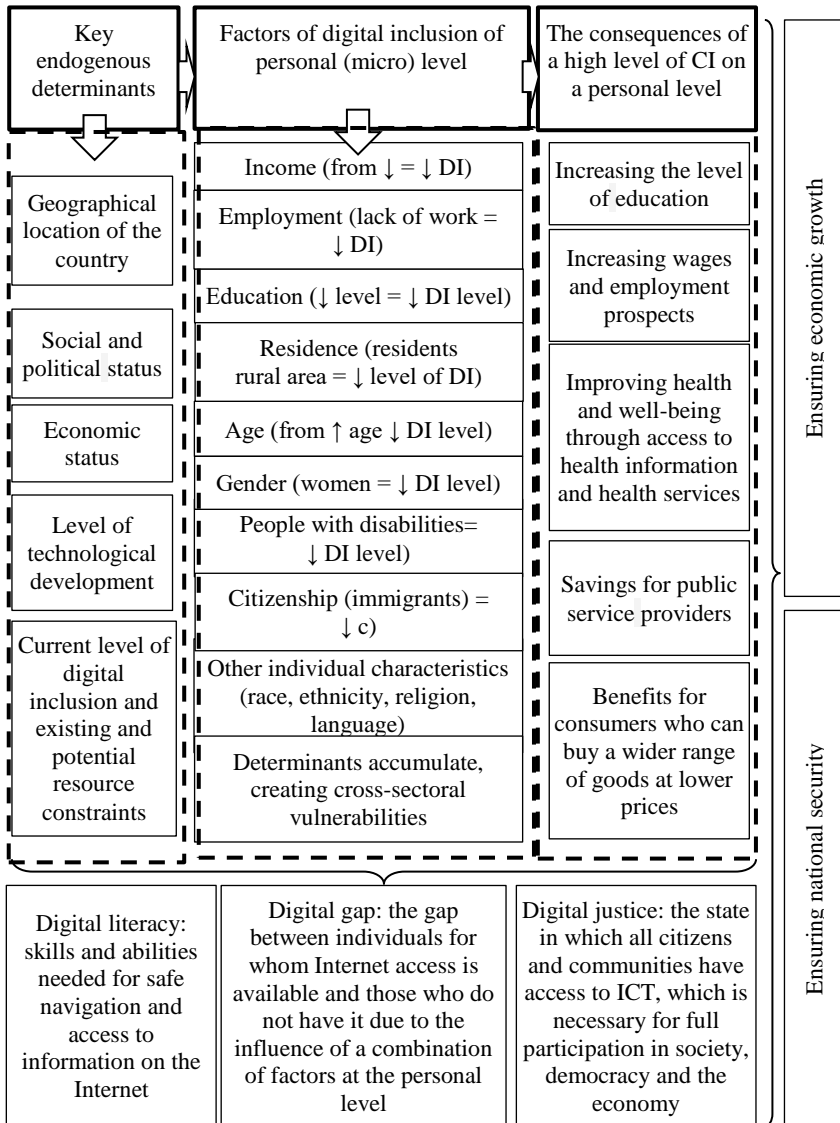 Key
endogenous
determinants
Factors of digital inclusion of
personal (micro) level
The consequences of
a high level of CI on
a personal level
Geographical
location of the
country
Social and
political status
Economic
status
Level of
technological
development
Current level of
digital
inclusion and
existing and
potential
resource
constraints
Income (from ↓ = ↓ DI)
Employment (lack of work =
↓ DI)
Education (↓ level = ↓ DI level)
Residence (residents
rural area = ↓ level of DI)
Age (from ↑ age ↓ DI level)
Gender (women = ↓ DI level)
People with disabilities=
↓ DI level)
Citizenship (immigrants) =
↓ c)
Other individual characteristics
(race, ethnicity, religion,
language)
Determinants accumulate,
creating cross-sectoral
vulnerabilities
Increasing the level
of education
Increasing wages
and employment
prospects
Improving health
and well-being
through access to
health information
and health services
Savings for public
service providers
Benefits for
consumers who can
buy a wider range
of goods at lower
prices
Digital literacy:
skills and abilities
needed for safe
navigation and
access to
information on the
Internet
Digital gap: the gap
between individuals for
whom Internet access is
available and those who do
not have it due to the
influence of a combination
of factors at the personal
level
Digital justice: the state
in which all citizens
and communities have
access to ICT, which is
necessary for full
participation in society,
democracy and the
economy
Ensuring economic growth
Ensuring national security